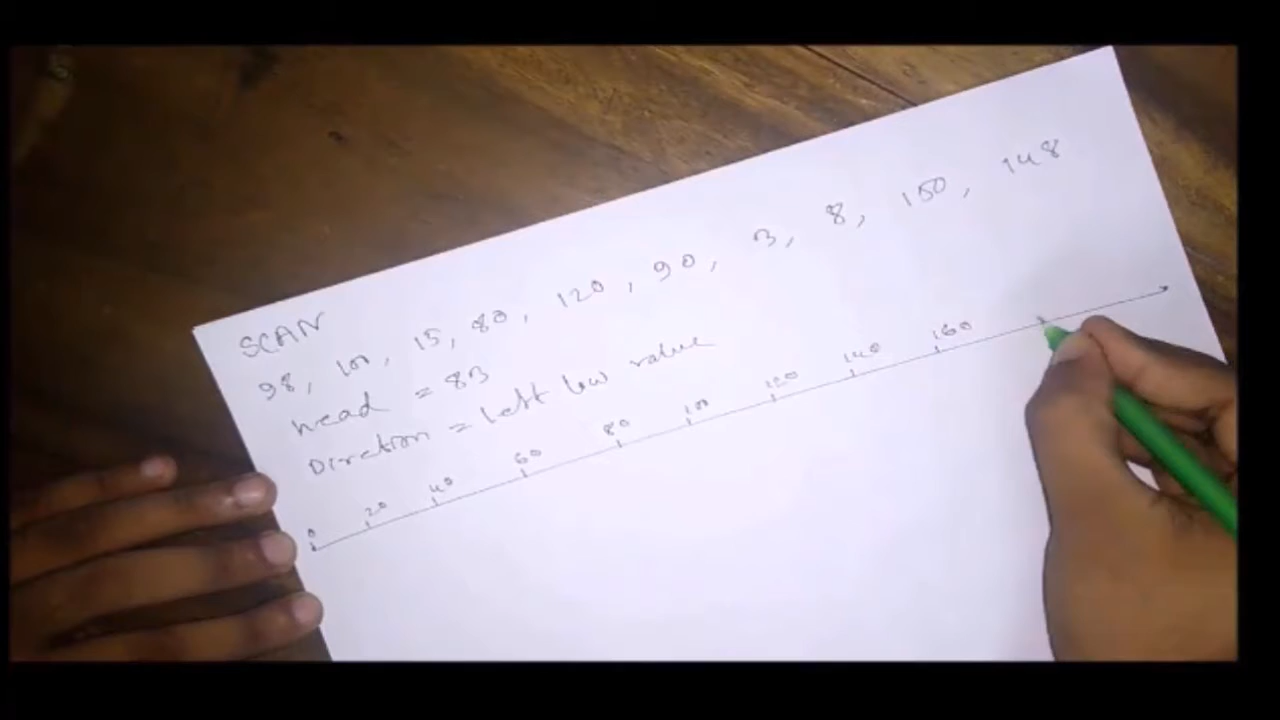 SCAN
98, 100, 15, 80, 120, 90, 3, 8, 150, 148
head = 83
Direction = Left low value
0 20 40 60 80 100 120 140 160